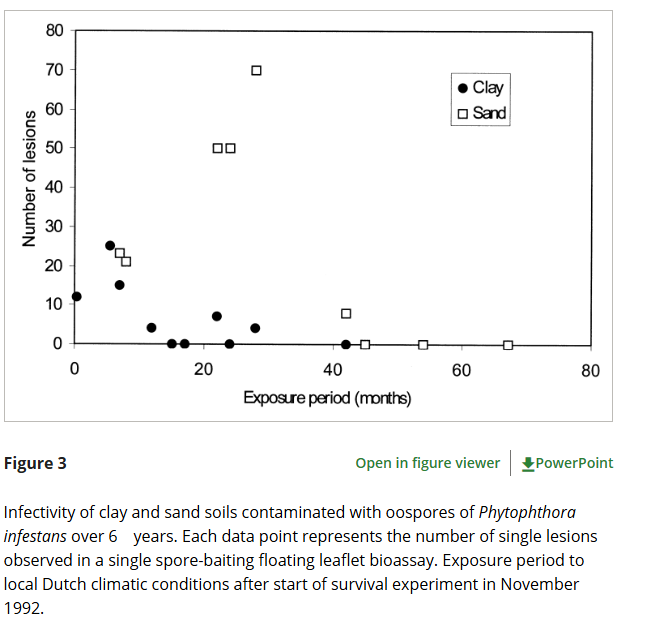 80
70
60
50
40
30
20
10
0
Number of lesions
Clay
Sand
0 20 40 60 80
Exposure period (months)
Figure 3
Open in figure viewer PowerPoint
Infectivity of clay and sand soils contaminated with oospores of Phytophthora
infestans over 6 years. Each data point represents the number of single lesions
observed in a single spore-baiting floating leaflet bioassay. Exposure period to
local Dutch climatic conditions after start of survival experiment in November
1992.